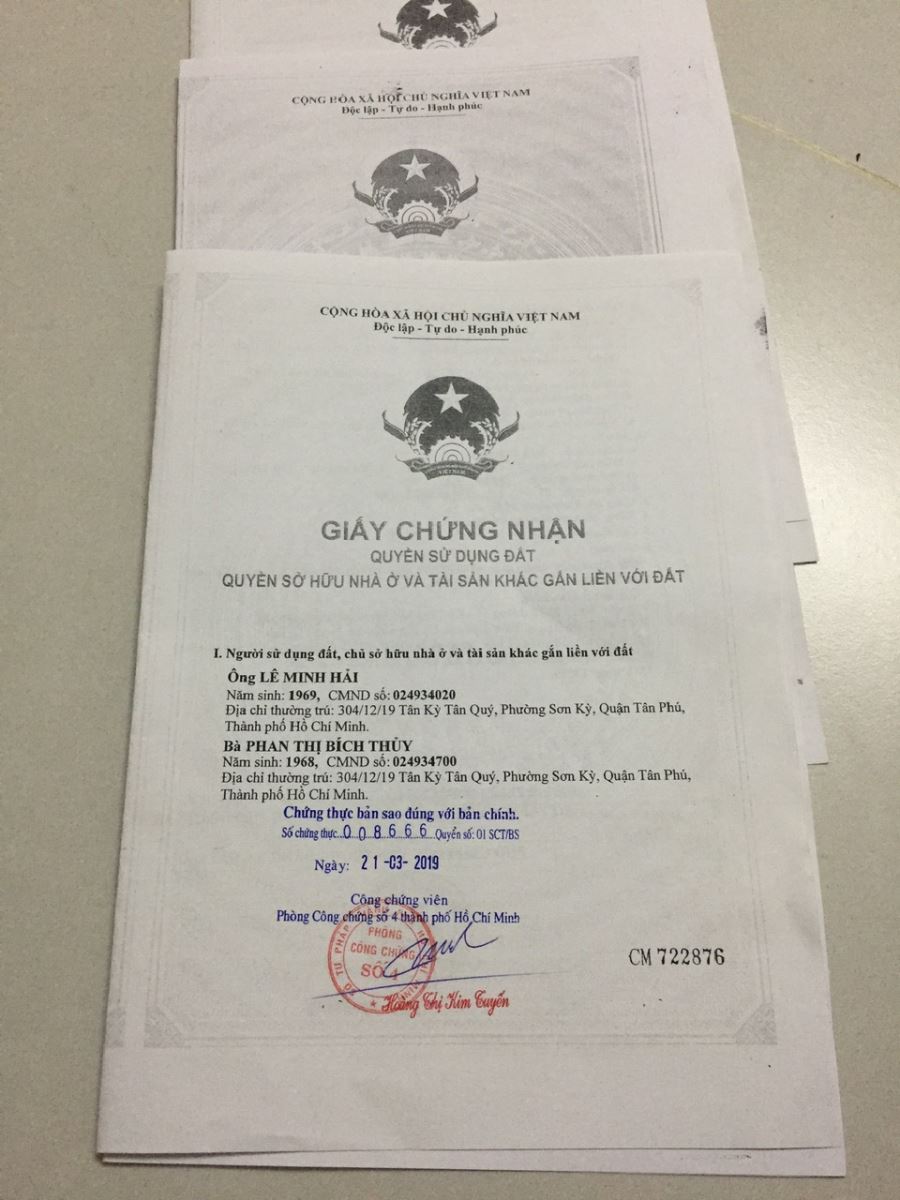 CỘNG HÒA XÃ HỘI CHỦ NGHĨA VIỆT NAM
Độc lập - Tự do - Hạnh phúc
CỘNG HÒA XÃ HỘI CHỦ NGHĨA VIỆT NAM
Độc lập - Tự do - Hạnh phúc
VIỆT NAM
GIẤY CHỨNG NHẬN
QUYỀN SỬ DỤNG ĐẤT
QUYỀN SỞ HỮU NHÀ Ở VÀ TÀI SẢN KHÁC GẮN LIỀN VỚI ĐẤT
I. Người sử dụng đất, chủ sở hữu nhà ở và tài sản khác gắn liền với đất
Ông LÊ MINH HẢI
Năm sinh: 1969, CMND số: 024934020
Địa chỉ thường trú: 304/12/19 Tân Kỳ Tân Quý, Phường Sơn Kỳ, Quận Tân Phú,
Thành phố Hồ Chí Minh.
Bà PHAN THỊ BÍCH THỦY
Năm sinh: 1968, CMND số: 024934700
Địa chỉ thường trú: 304/12/19 Tân Kỳ Tân Quý, Phường Sơn Kỳ, Quận Tân Phú,
Thành phố Hồ Chí Minh.
Chứng thực bản sao đúng với bản chính.
Số chứng thực..008666..Quyển số: 01 SCT/BS
Ngày: 21-03-2019
Công chứng viên
Phòng Công chứng số 4 thành phố Hồ Chí Minh
PHÒNG
CÔNG CHỨNG
SỐ 4
CM 722876
Hoàng Thị Kim Tuyến